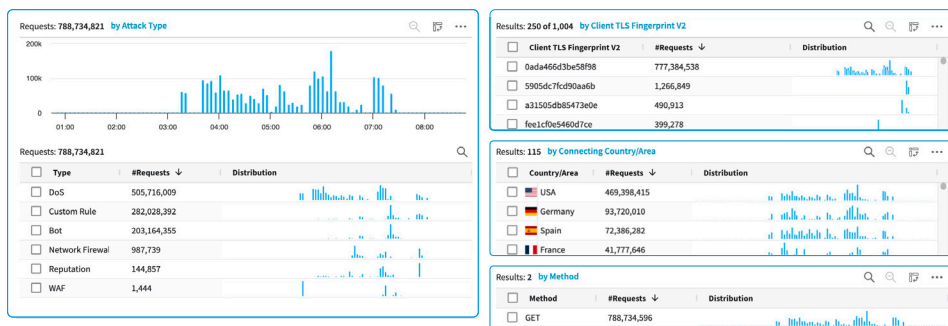 Requests: 788,734,821 by Attack Type
200k
100k
0
01:00 02:00 03:00 04:00 05:00 06:00 07:00 08:00
Requests: 788,734,821
Type #Requests ↓ Distribution
DoS 505,716,009
Custom Rule 282,028,392
Bot 203,164,355
Network Firewal 987,739
Reputation 144,857
WAF 1,444
Results: 250 of 1,004 by Client TLS Fingerprint V2
Client TLS Fingerprint V2 #Requests ↓ Distribution
0ada466d3be58f98 777,384,538
5905dc7fcd90aa6b 1,266,849
a31505db85473e0e 490,913
fee1cf0e5460d7ce 399,278
Results: 115 by Connecting Country/Area
Country/Area #Requests ↓ Distribution
USA 469,398,415
Germany 93,720,010
Spain 72,386,282
France 41,777,646
Results: 2 by Method
Method #Requests ↓ Distribution
GET 788,734,596